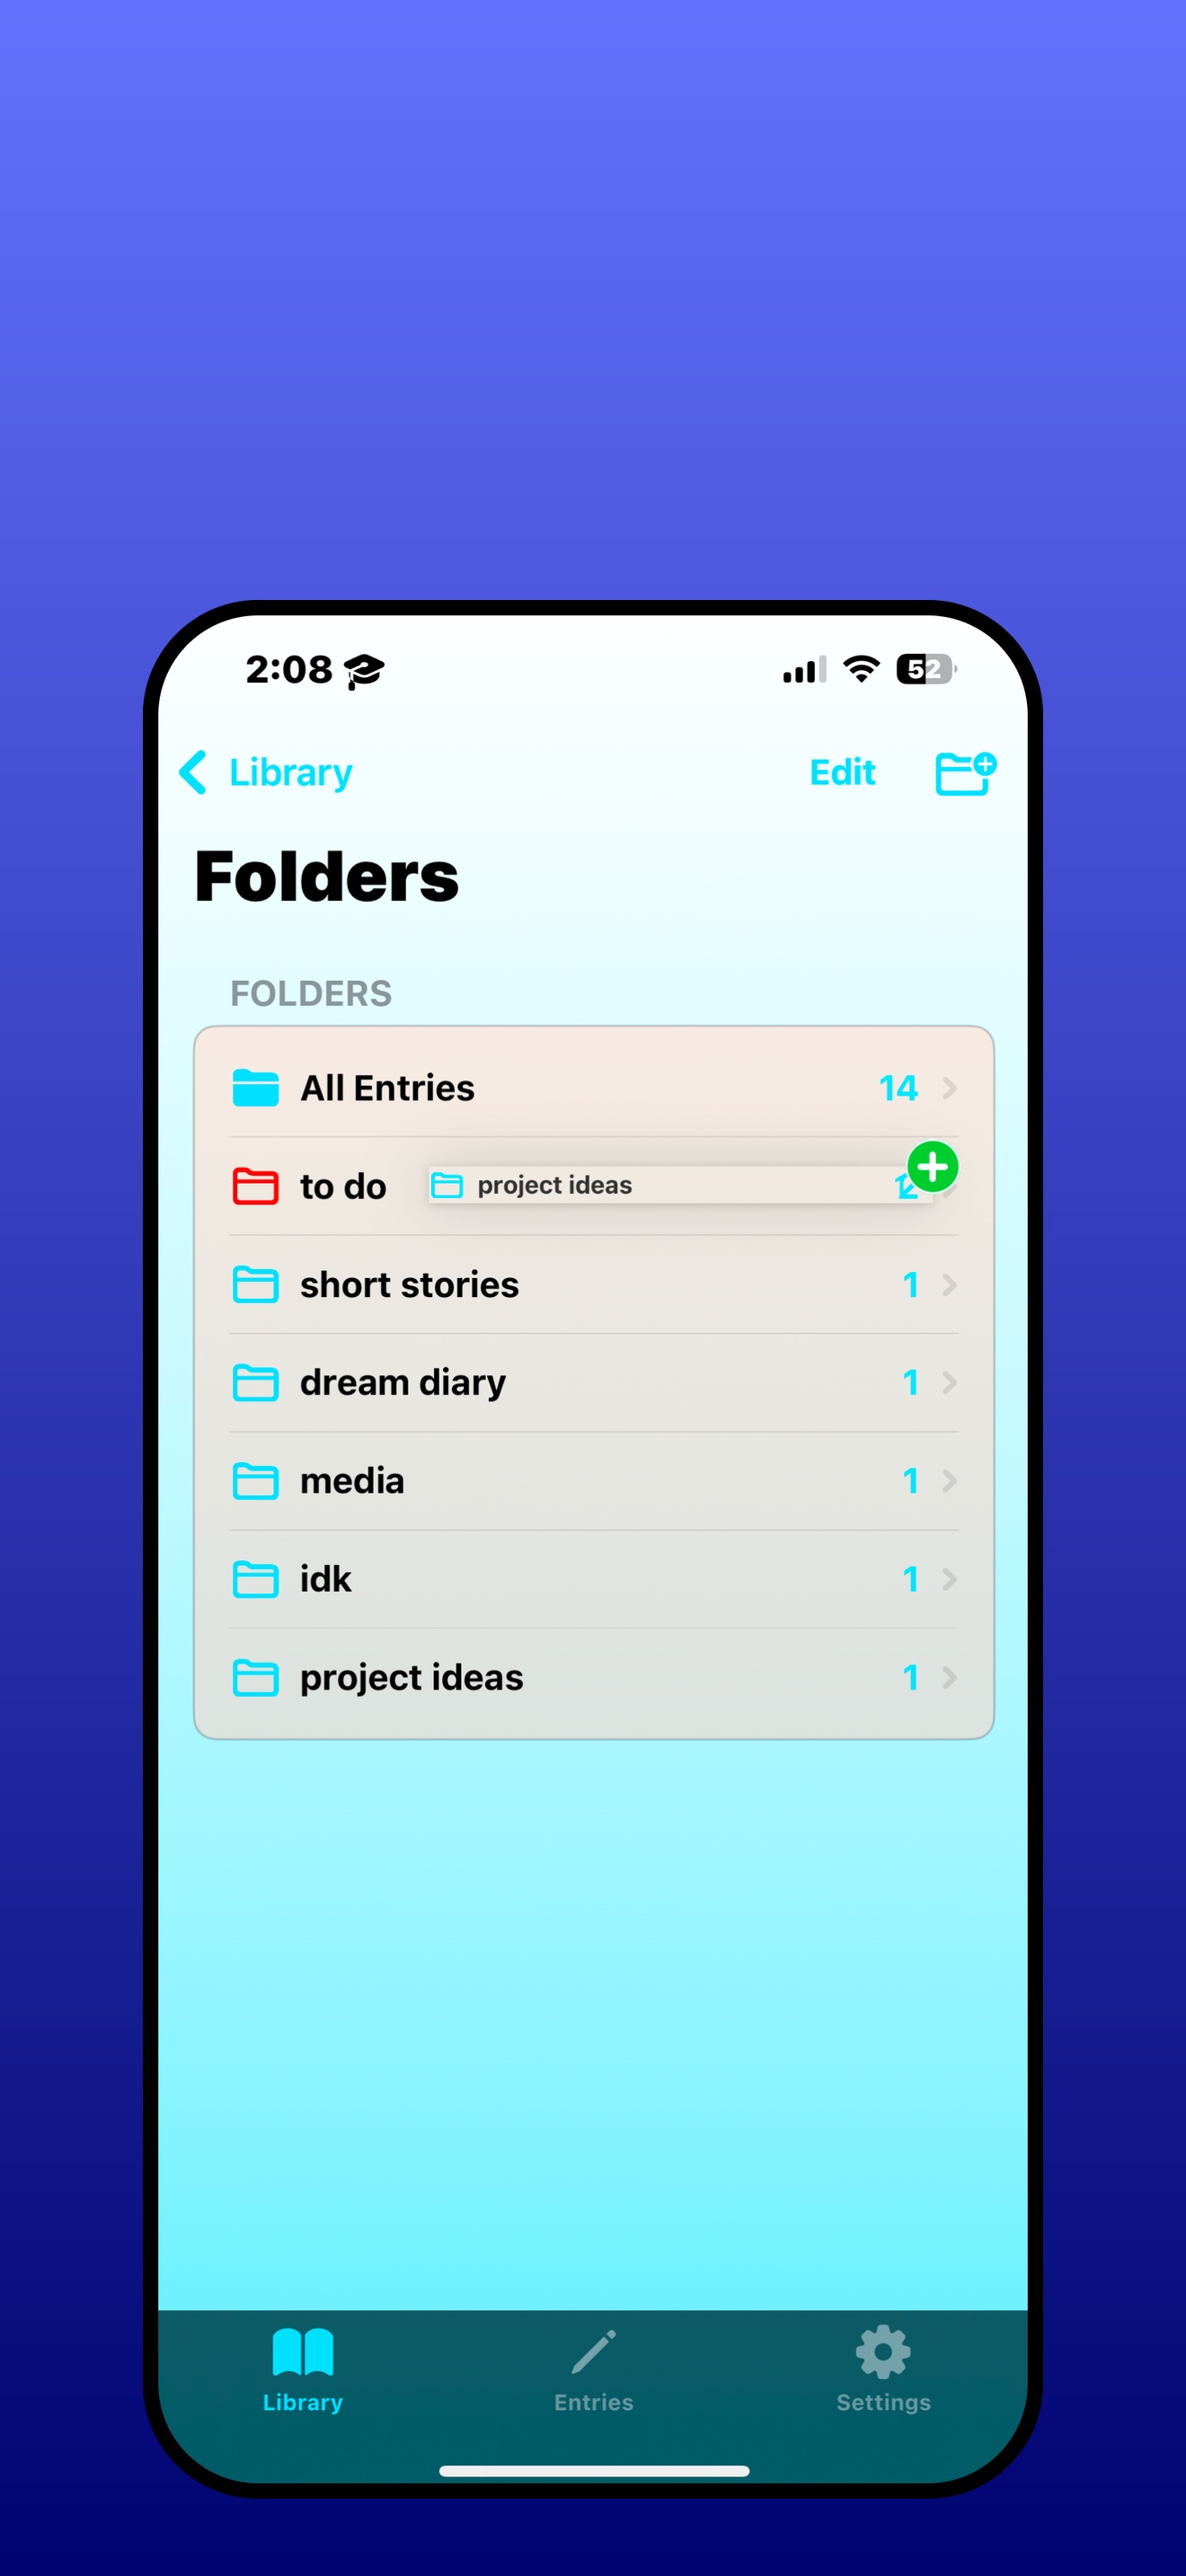 2:08 52
Library Edit
Folders
FOLDERS
All Entries 14
to do project ideas
short stories 1
dream diary 1
media 1
idk 1
project ideas 1
Library Entries Settings